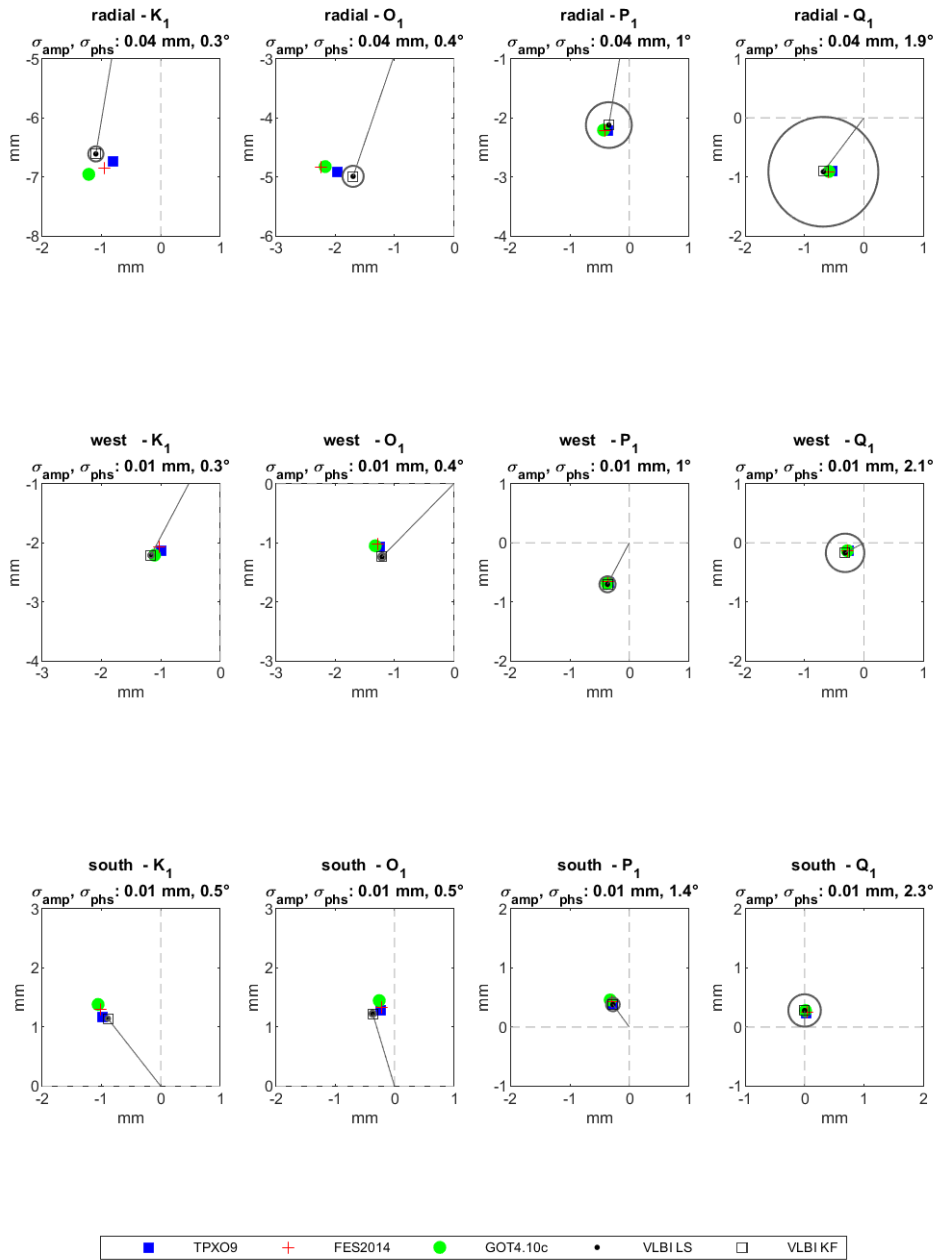 radial - K1
σamp, σphs: 0.04 mm, 0.3°
-5
-6
-7
-8
mm
-2 -1 0 1
mm
radial - O1
σamp, σphs: 0.04 mm, 0.4°
-3
-4
-5
-6
mm
-3 -2 -1 0
mm
radial - P1
σamp, σphs: 0.04 mm, 1°
1
-1
-2
-3
-4
mm
-2 -1 0 1
mm
radial - Q1
σamp, σphs: 0.04 mm, 1.9°
1
0
-1
-2
mm
-2 -1 0 1
mm
west - K1
σamp, σphs: 0.01 mm, 0.3°
-1
-2
-3
-4
mm
-3 -2 -1 0
mm
west - O1
σamp, σphs: 0.01 mm, 0.4°
0
-1
-2
-3
mm
-3 -2 -1 0
mm
west - P1
σamp, σphs: 0.01 mm, 1°
1
0
-1
-2
mm
-2 -1 0 1
mm
west - Q1
σamp, σphs: 0.01 mm, 2.1°
1
0
-1
-2
mm
-2 -1 0 1
mm
south - K1
σamp, σphs: 0.01 mm, 0.5°
3
2
1
0
mm
-2 -1 0 1
mm
south - O1
σamp, σphs: 0.01 mm, 0.5°
3
2
1
0
mm
-2 -1 0 1
mm
south - P1
σamp, σphs: 0.01 mm, 1.4°
2
1
0
-1
mm
-2 -1 0 1
mm
south - Q1
σamp, σphs: 0.01 mm, 2.3°
2
1
0
-1
mm
-1 0 1 2
mm
TPXO9 FES2014 GOT4.10c VLBI LS VLBI KF